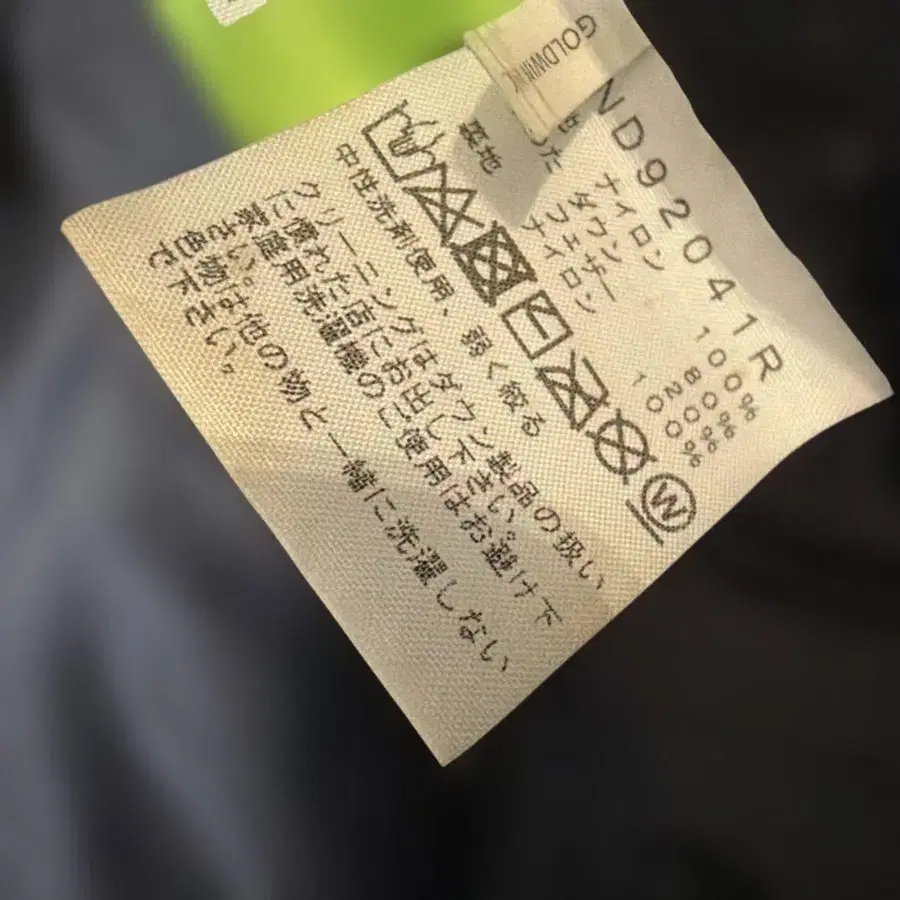 GOLDWIN
ND92041R
ナイロン 100%
ダウン 80%
フェザー 20%
裏地 ナイロン 100%
W
中性洗剤使用、弱く絞る
クリーニングはダウン製品の扱い
に慣れた店にお出し下さい。
家庭用洗濯機のご使用はお避け下
さい。
色物は他の物と一緒に洗濯しない
で下さい。